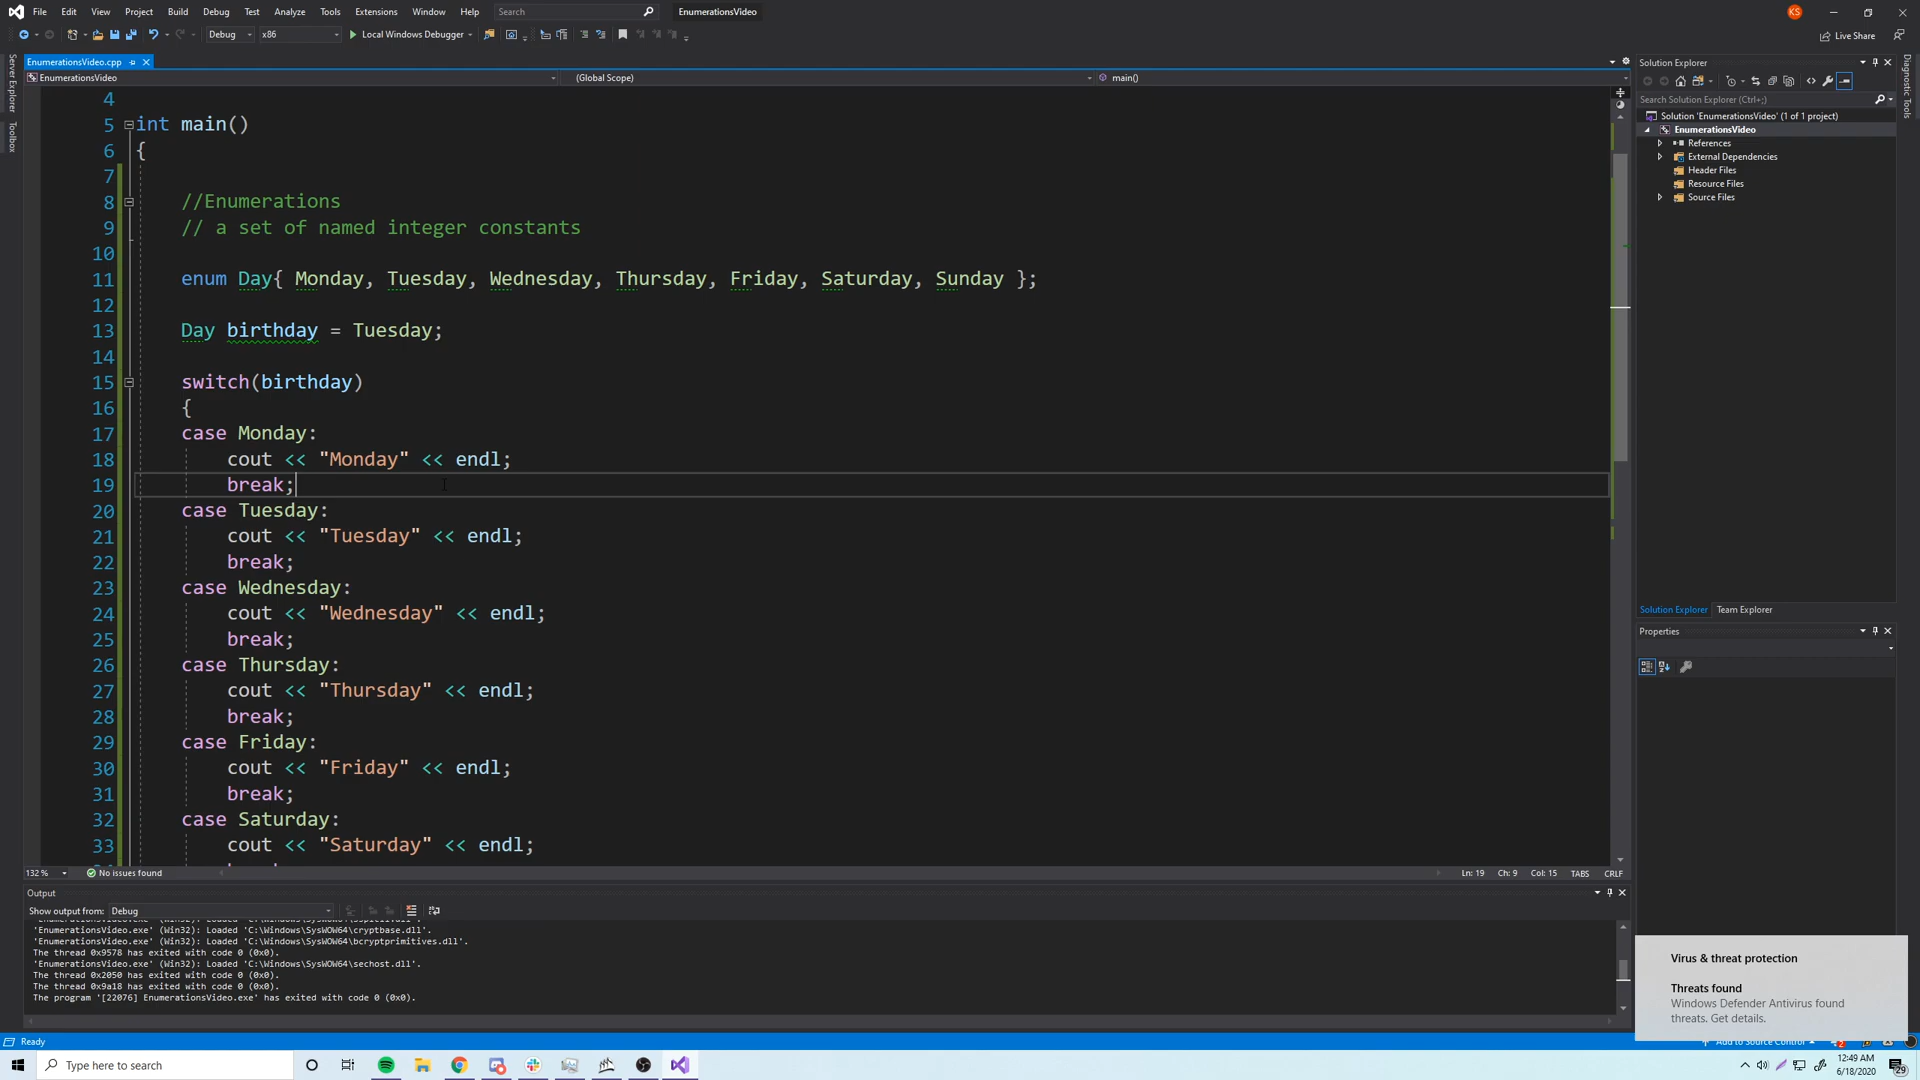 File Edit View Project Build Debug Test Analyze Tools Extensions Window Help Search EnumerationsVideo KS
Debug x86 Local Windows Debugger Live Share
EnumerationsVideo.cpp
EnumerationsVideo (Global Scope) main()
Server Explorer
Toolbox
4
5 int main()
6 {
7
8 //Enumerations
9 // a set of named integer constants
10
11 enum Day{ Monday, Tuesday, Wednesday, Thursday, Friday, Saturday, Sunday };
12
13 Day birthday = Tuesday;
14
15 switch(birthday)
16 {
17 case Monday:
18 cout << "Monday" << endl;
19 break;
20 case Tuesday:
21 cout << "Tuesday" << endl;
22 break;
23 case Wednesday:
24 cout << "Wednesday" << endl;
25 break;
26 case Thursday:
27 cout << "Thursday" << endl;
28 break;
29 case Friday:
30 cout << "Friday" << endl;
31 break;
32 case Saturday:
33 cout << "Saturday" << endl;
132 % No issues found Ln: 19 Ch: 9 Col: 15 TABS CRLF
Output
Show output from: Debug
'EnumerationsVideo.exe' (Win32): Loaded 'C:\Windows\SysWOW64\cryptbase.dll'.
'EnumerationsVideo.exe' (Win32): Loaded 'C:\Windows\SysWOW64\bcryptprimitives.dll'.
The thread 0x9578 has exited with code 0 (0x0).
'EnumerationsVideo.exe' (Win32): Loaded 'C:\Windows\SysWOW64\sechost.dll'.
The thread 0x2050 has exited with code 0 (0x0).
The thread 0x9a18 has exited with code 0 (0x0).
The program '[22076] EnumerationsVideo.exe' has exited with code 0 (0x0).
Solution Explorer
Search Solution Explorer (Ctrl+;)
Solution 'EnumerationsVideo' (1 of 1 project)
EnumerationsVideo
References
External Dependencies
Header Files
Resource Files
Source Files
Solution Explorer Team Explorer
Properties
Diagnostic Tools
Virus & threat protection
Threats found
Windows Defender Antivirus found
threats. Get details.
Ready Add to Source Control 2
Type here to search
12:49 AM
6/18/2020
29